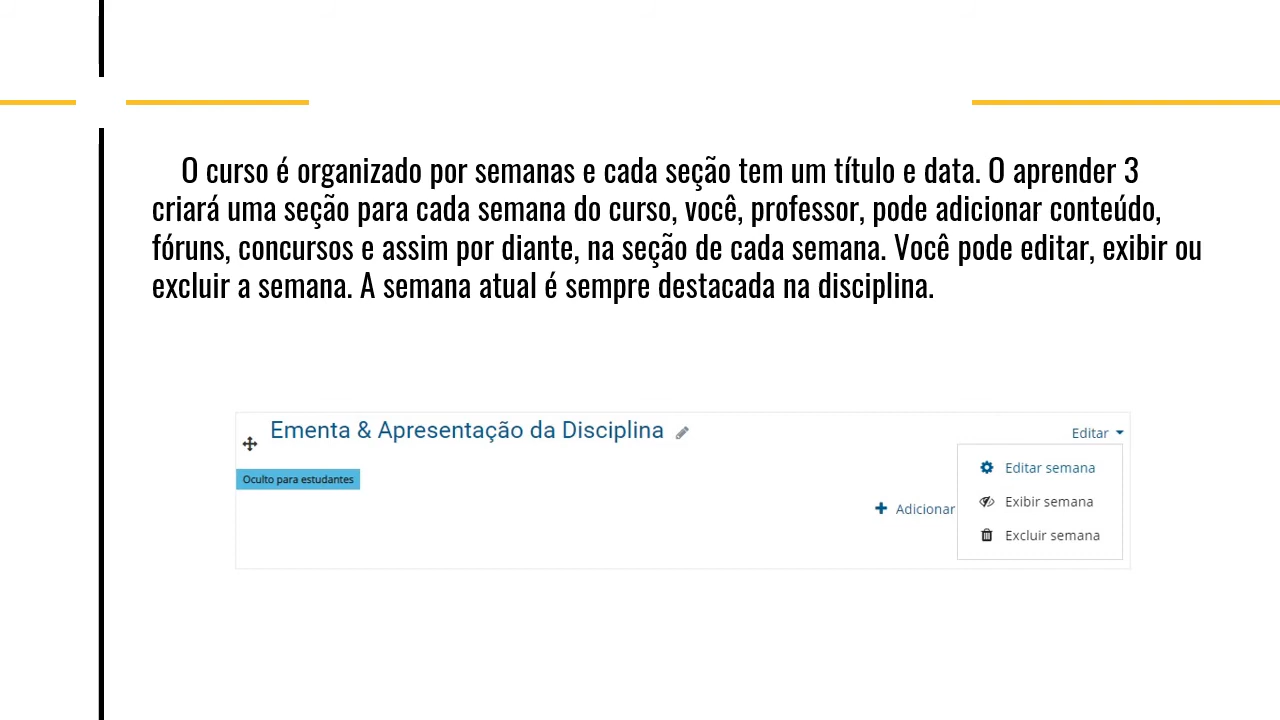 O curso é organizado por semanas e cada seção tem um título e data. O aprender 3
criará uma seção para cada semana do curso, você, professor, pode adicionar conteúdo,
fóruns, concursos e assim por diante, na seção de cada semana. Você pode editar, exibir ou
excluir a semana. A semana atual é sempre destacada na disciplina.
Ementa & Apresentação da Disciplina
Editar
Oculto para estudantes
Editar semana
Exibir semana
Adicionar
Excluir semana